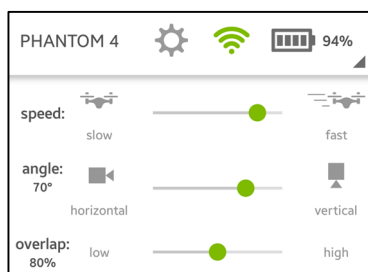 PHANTOM 4 94%
speed:
slow fast
angle:
70°
horizontal vertical
overlap: low high
80%